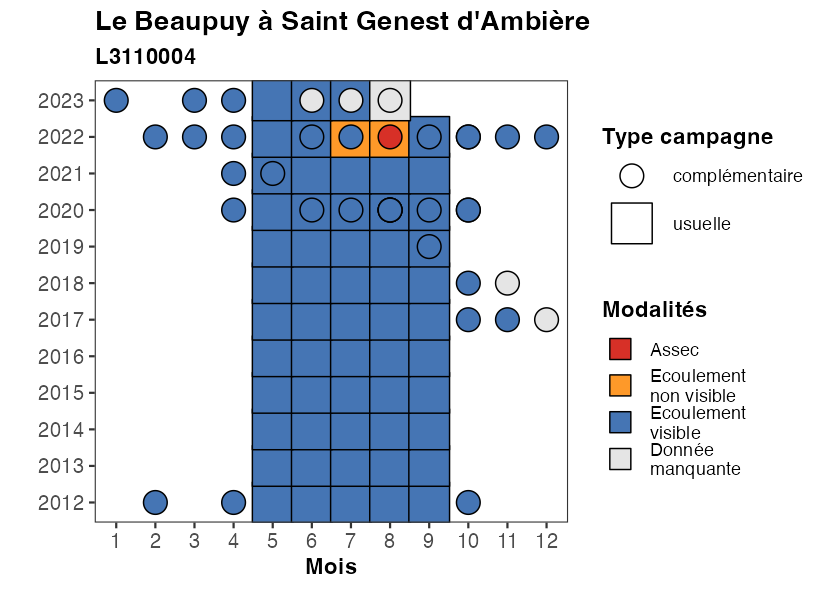 Le Beaupuy à Saint Genest d'Ambière
L3110004
2023
2022
2021
2020
2019
2018
2017
2016
2015
2014
2013
2012
1 2 3 4 5 6 7 8 9 10 11 12
Mois
Type campagne
complémentaire
usuelle
Modalités
Assec
Ecoulement
non visible
Ecoulement
visible
Donnée
manquante